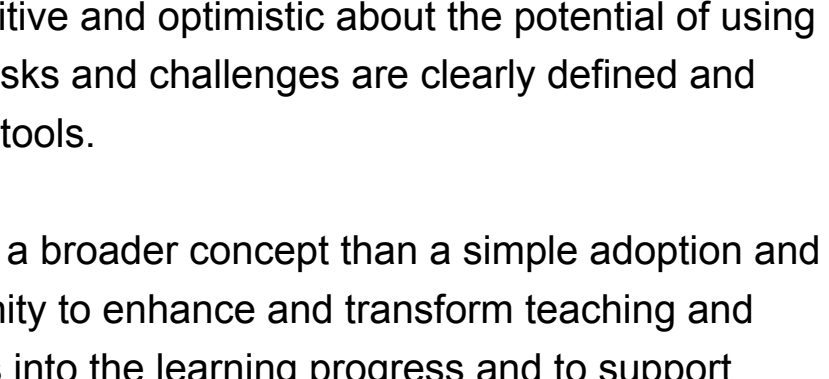 itive and optimistic about the potential of using
sks and challenges are clearly defined and
tools.
a broader concept than a simple adoption and
nity to enhance and transform teaching and
s into the learning progress and to support